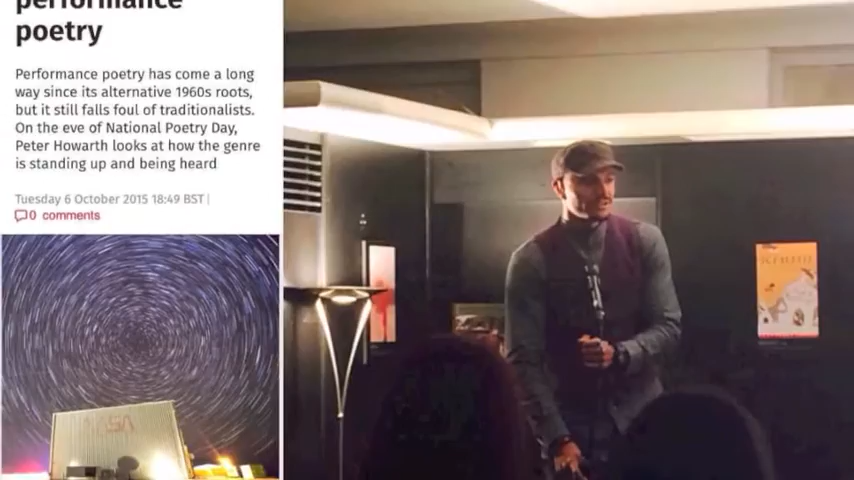 performance
poetry
Performance poetry has come a long
way since its alternative 1960s roots,
but it still falls foul of traditionalists.
On the eve of National Poetry Day,
Peter Howarth looks at how the genre
is standing up and being heard
Tuesday 6 October 2015 18:49 BST |
0 comments
NASA